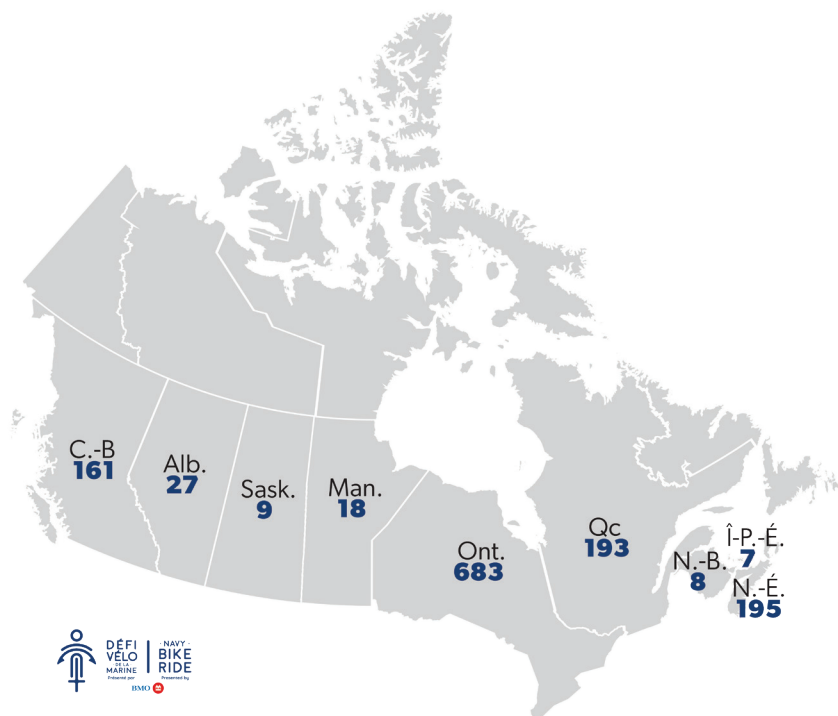 C.-B
161
Alb.
27
Sask.
9
Man.
18
Ont.
683
Qc
193
N.-B.
8
Î-P.-É.
7
N.-É.
195
DÉFI
VÉLO
DE LA
MARINE
Présenté par
· NAVY ·
BIKE
RIDE
Presented by
BMO